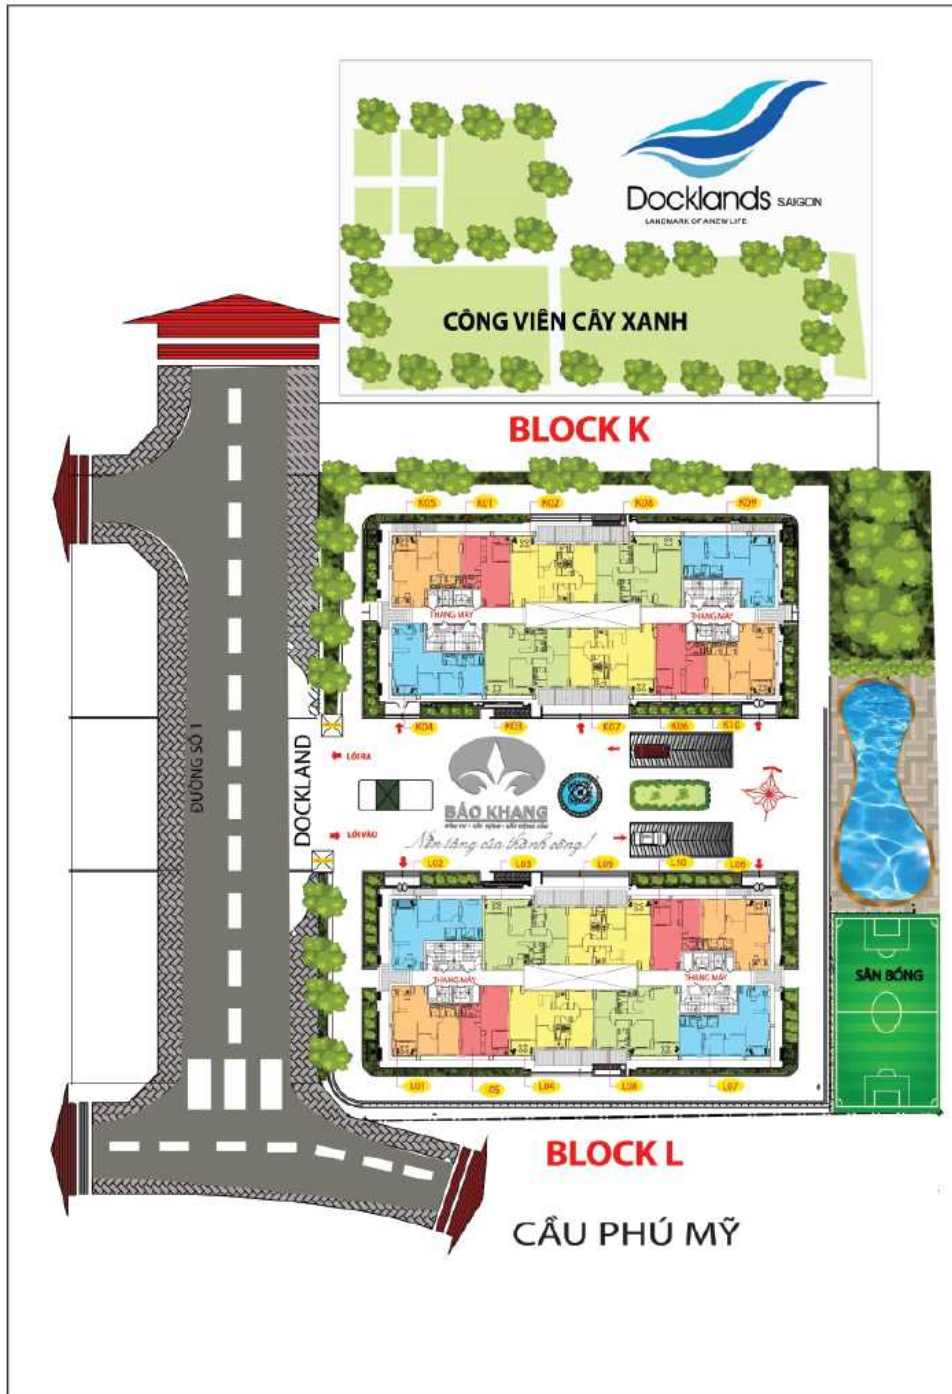 Docklands SAIGON
LANDMARK OF ANEW LIFE
CÔNG VIÊN CÂY XANH
BLOCK K
K05 K01 K02 K08 K09
THANG MÁY THANG MÁY
K04 K03 K07 K06 K10
ĐƯỜNG SỐ 1
DOCKLAND
LỐI RA
BẢO KHANG
Nền tảng của thành công!
LỐI VÀO
L02 L03 L09 L10 L06
THANG MÁY THANG MÁY
SÂN BÓNG
L01 L05 L04 L08 L07
BLOCK L
CẦU PHÚ MỸ